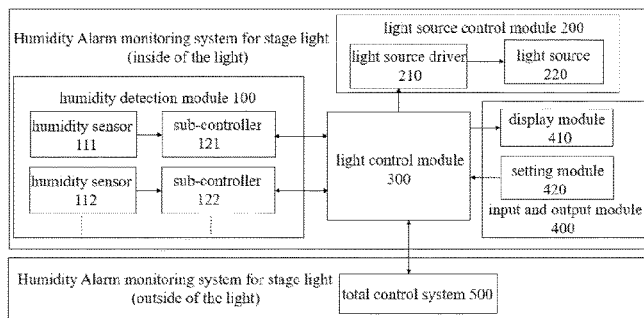 Humidity Alarm monitoring system for stage light
(inside of the light)
light source control module 200
light source driver
210
light source
220
humidity detection module 100
humidity sensor
111
sub-controller
121
humidity sensor
112
sub-controller
122
light control module
300
display module
410
setting module
420
input and output module
400
Humidity Alarm monitoring system for stage light
(outside of the light)
total control system 500